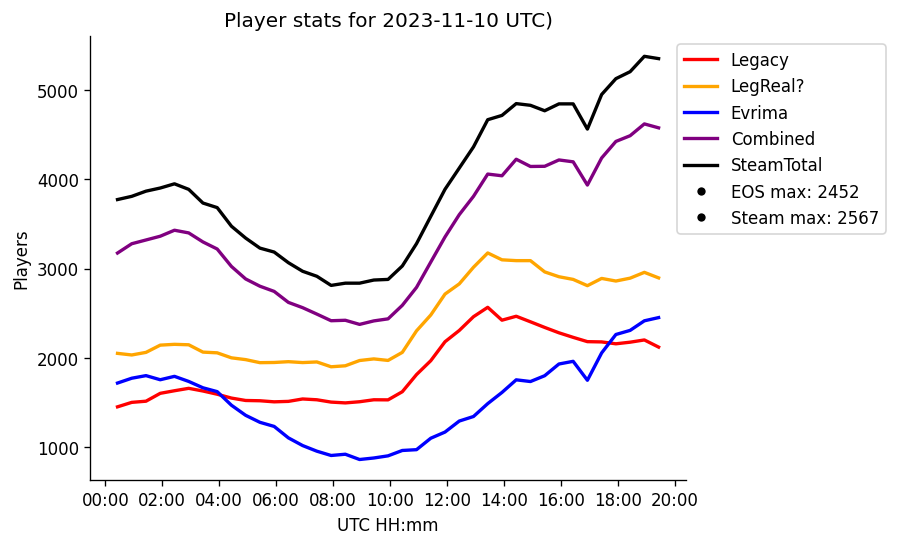 Player stats for 2023-11-10 UTC)
Legacy
LegReal?
Evrima
Combined
SteamTotal
EOS max: 2452
Steam max: 2567
Players
5000
4000
3000
2000
1000
00:00 02:00 04:00 06:00 08:00 10:00 12:00 14:00 16:00 18:00 20:00
UTC HH:mm